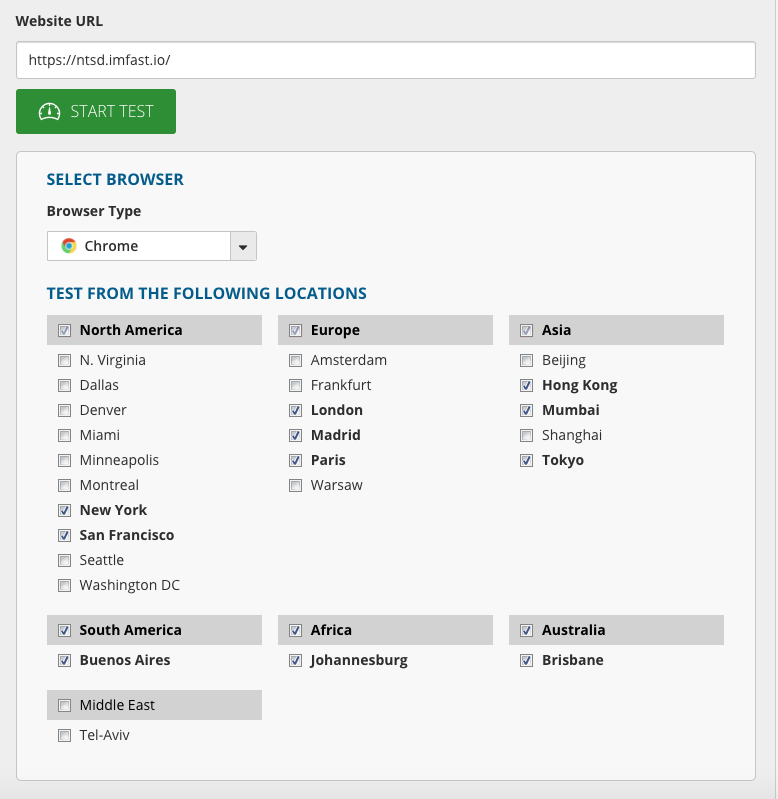 Website URL
https://ntsd.imfast.io/
START TEST
SELECT BROWSER
Browser Type
Chrome
TEST FROM THE FOLLOWING LOCATIONS
North America
N. Virginia
Dallas
Denver
Miami
Minneapolis
Montreal
New York
San Francisco
Seattle
Washington DC
Europe
Amsterdam
Frankfurt
London
Madrid
Paris
Warsaw
Asia
Beijing
Hong Kong
Mumbai
Shanghai
Tokyo
South America
Buenos Aires
Africa
Johannesburg
Australia
Brisbane
Middle East
Tel-Aviv